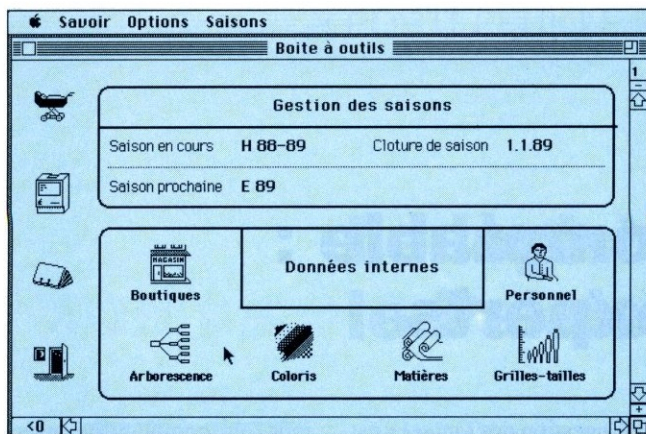 Savoir Options Saisons
Boite à outils
1
Gestion des saisons
Saison en cours H 88-89 Cloture de saison 1.1.89
Saison prochaine E 89
MAGASIN
Boutiques
Données internes
Personnel
Arborescence Coloris Matières Grilles-tailles
<0